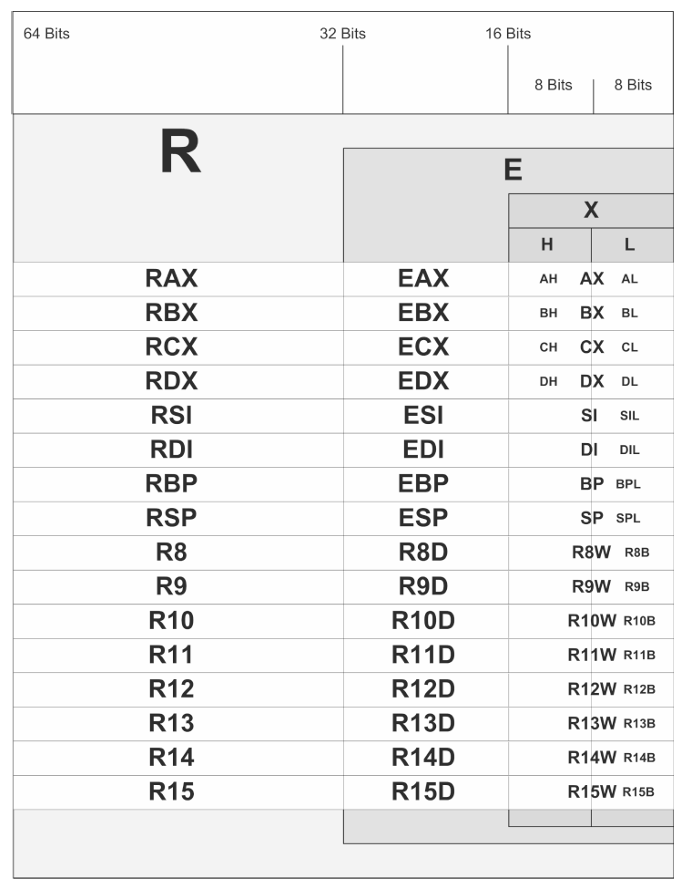 64 Bits 32 Bits 16 Bits
8 Bits 8 Bits
R
E
X
H L
RAX EAX AH AX AL
RBX EBX BH BX BL
RCX ECX CH CX CL
RDX EDX DH DX DL
RSI ESI SI SIL
RDI EDI DI DIL
RBP EBP BP BPL
RSP ESP SP SPL
R8 R8D R8W R8B
R9 R9D R9W R9B
R10 R10D R10W R10B
R11 R11D R11W R11B
R12 R12D R12W R12B
R13 R13D R13W R13B
R14 R14D R14W R14B
R15 R15D R15W R15B